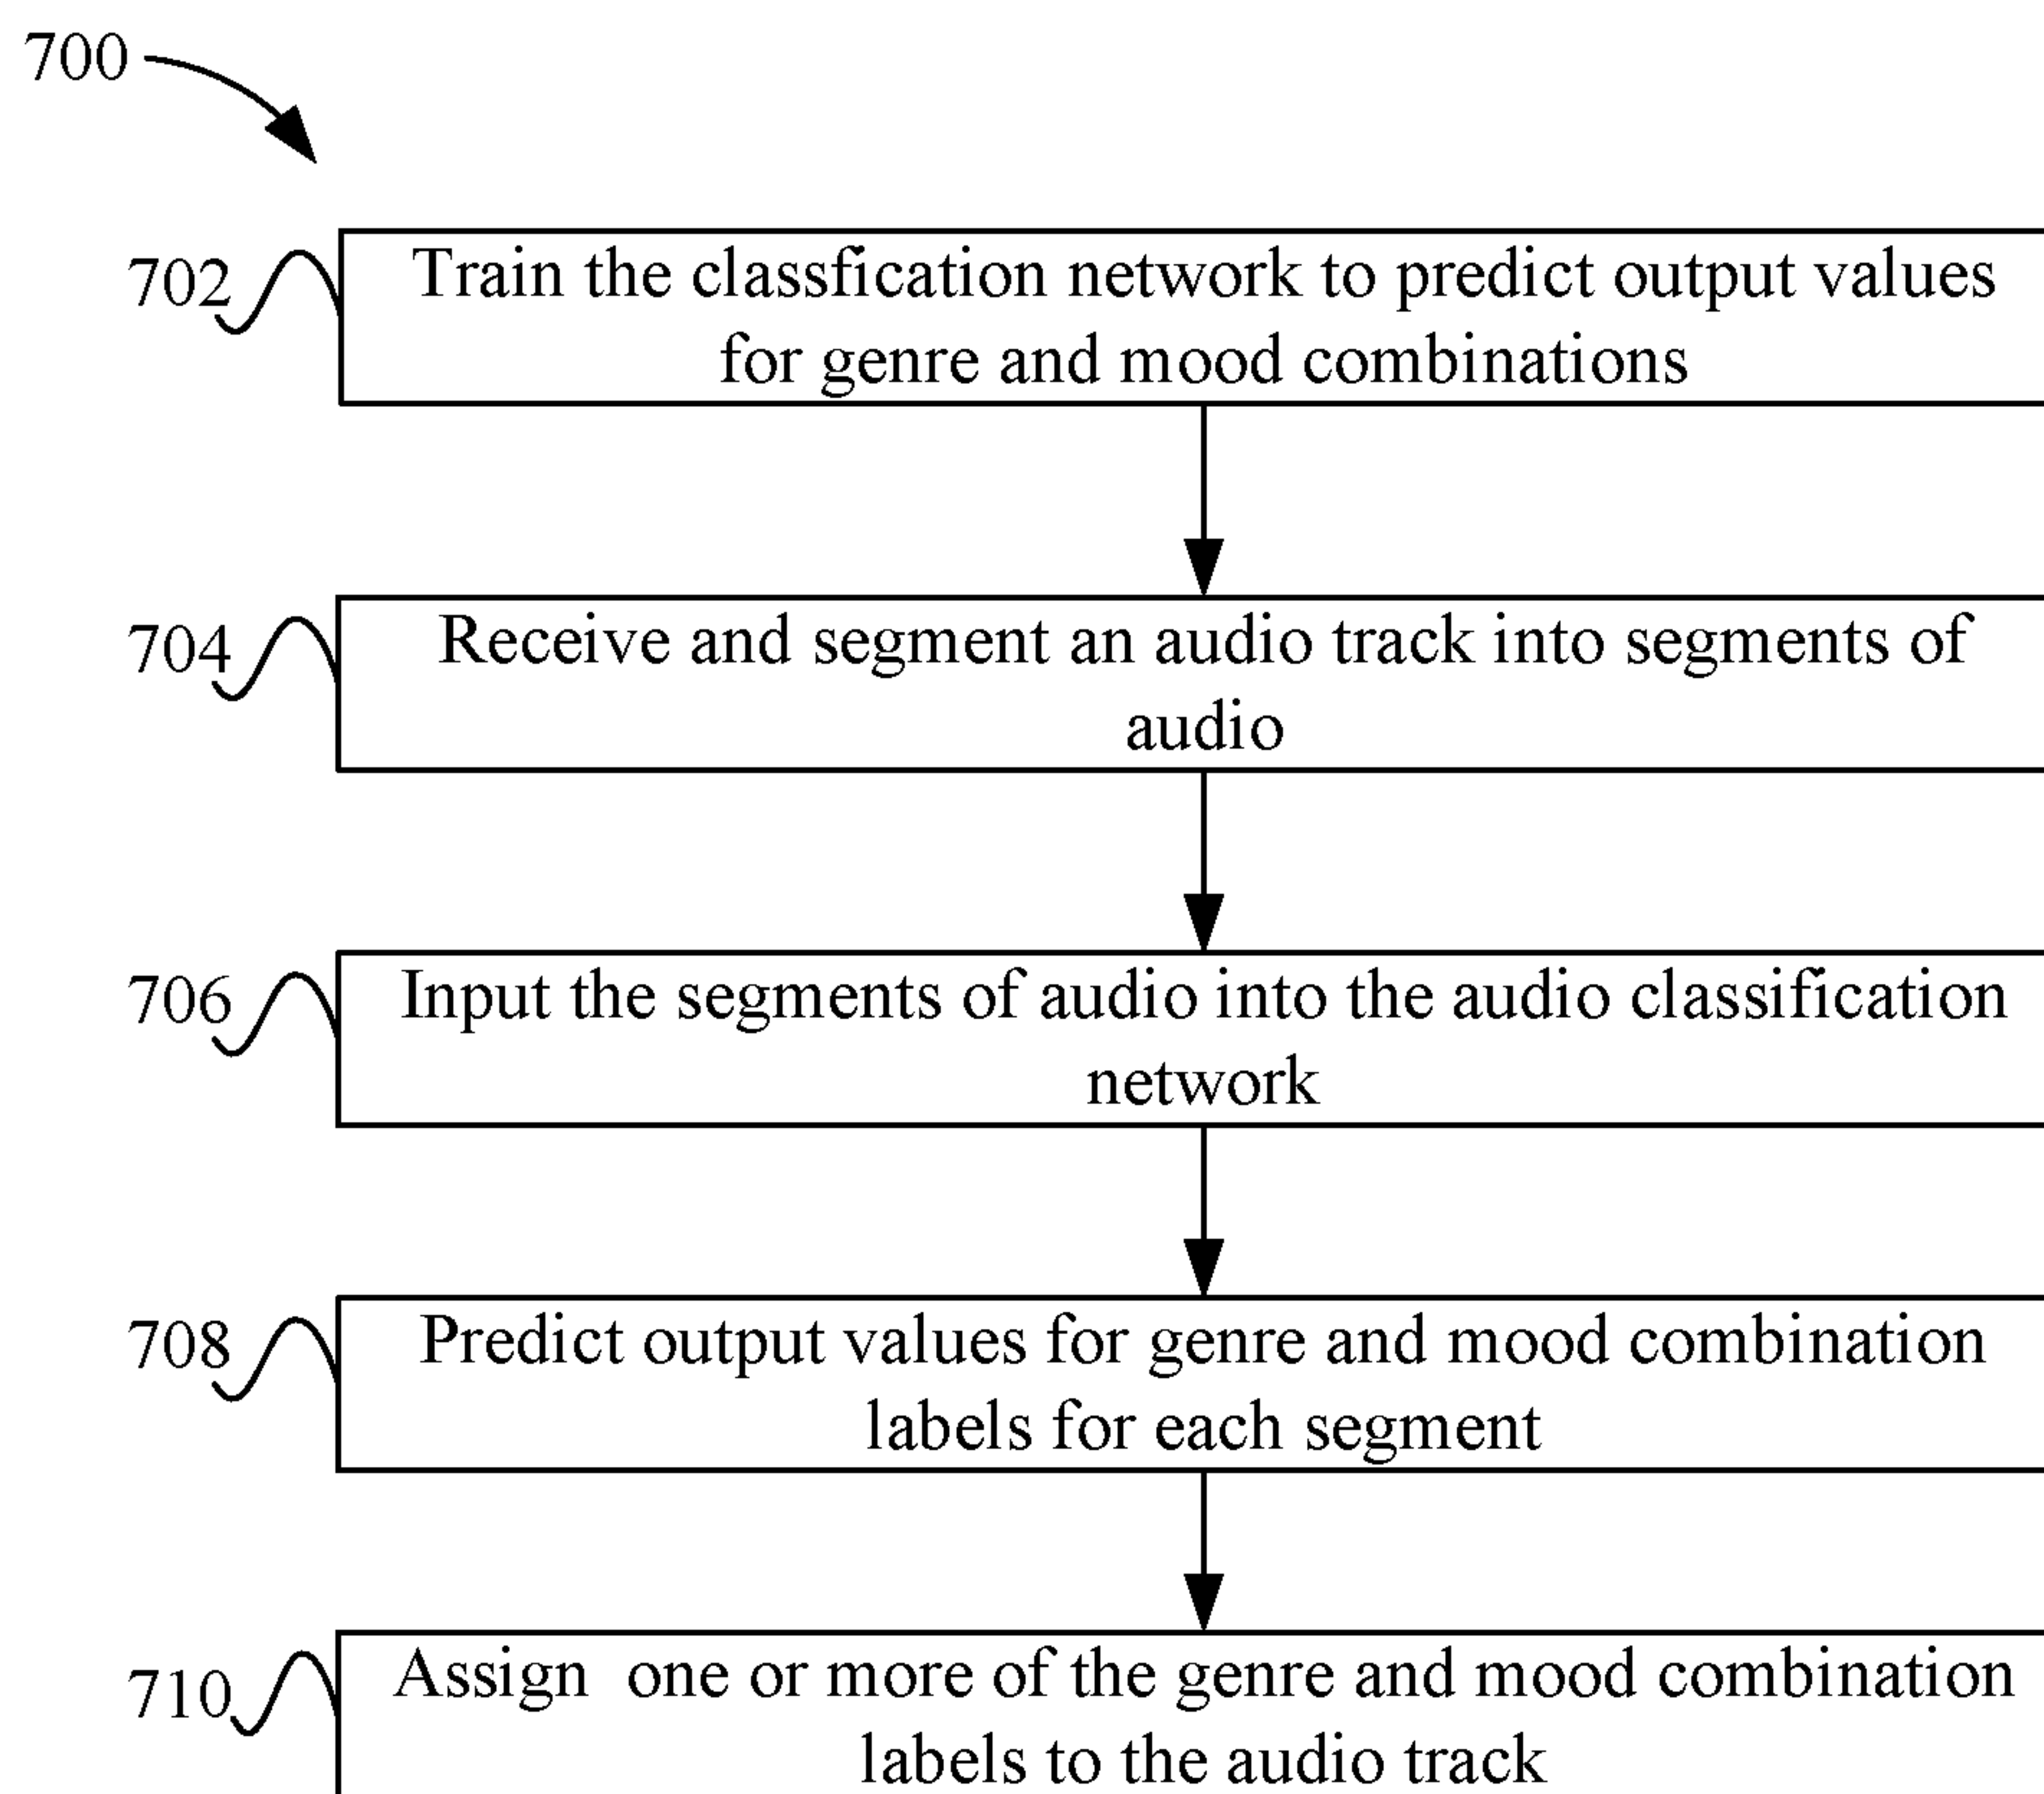 700
702
Train the classfication network to predict output values
for genre and mood combinations
704
Receive and segment an audio track into segments of
audio
706
Input the segments of audio into the audio classification
network
708
Predict output values for genre and mood combination
labels for each segment
710
Assign  one or more of the genre and mood combination
labels to the audio track